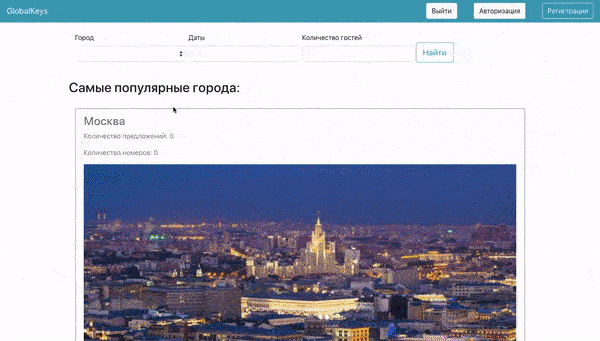 GlobalKeys Выйти Авторизация Регистрация
Город Даты Количество гостей
Найти
Самые популярные города:
Москва
Количество предложений: 0
Количество номеров: 0